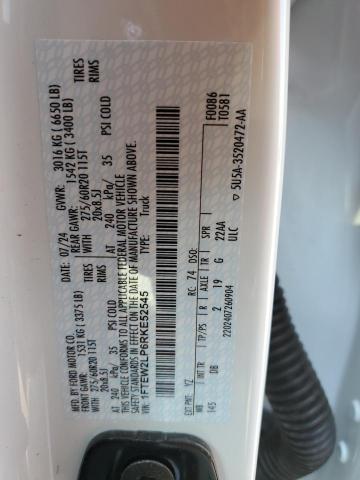 MFD. BY FORD MOTOR CO.
DATE: 07/24 GVWR: 3016 KG ( 6650 LB)
FRONT GAWR: 1531 KG ( 3375 LB) REAR GAWR: 1542 KG ( 3400 LB)
WITH 275/60R20 115T TIRES WITH 275/60R20 115T TIRES
20x8.5J RIMS 20x8.5J RIMS
AT 240 kPa/ 35 PSI COLD AT 240 kPa/ 35 PSI COLD
THIS VEHICLE CONFORMS TO ALL APPLICABLE FEDERAL MOTOR VEHICLE
SAFETY STANDARDS IN EFFECT ON THE DATE OF MANUFACTURE SHOWN ABOVE.
VIN: 1FTEW2LP6RKE52545
TYPE: Truck
F0086
T0581
EXT PNT: YZ RC: 74 DSO:
WB INT TR TP/PS R AXLE TR SPR
145 DB 2 19 G 22AA
ULC
2202407260904
5U5A-3520472-AA